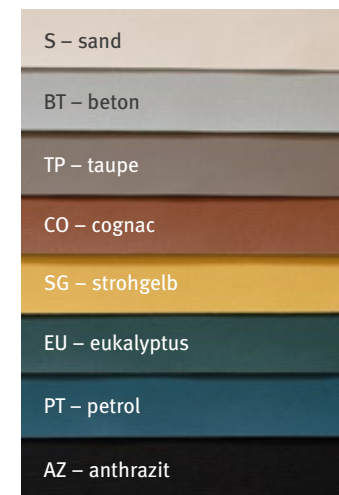 S – sand
BT – beton
TP – taupe
CO – cognac
SG – strohgelb
EU – eukalyptus
PT – petrol
AZ – anthrazit